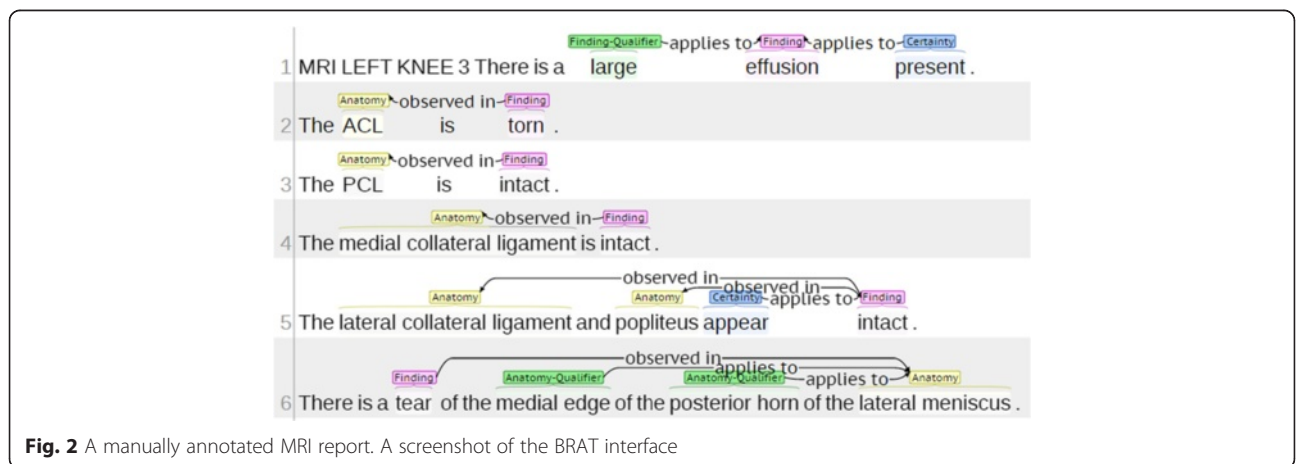 Finding-Qualifier applies to Finding applies to Certainty
1 MRI LEFT KNEE 3 There is a large effusion present .
Anatomy observed in Finding
2 The ACL is torn .
Anatomy observed in Finding
3 The PCL is intact .
Anatomy observed in Finding
4 The medial collateral ligament is intact .
observed in
observed in
Anatomy Anatomy Certainty applies to Finding
5 The lateral collateral ligament and popliteus appear intact .
observed in
applies to
Finding Anatomy-Qualifier Anatomy-Qualifier applies to Anatomy
6 There is a tear of the medial edge of the posterior horn of the lateral meniscus .
Fig. 2 A manually annotated MRI report. A screenshot of the BRAT interface